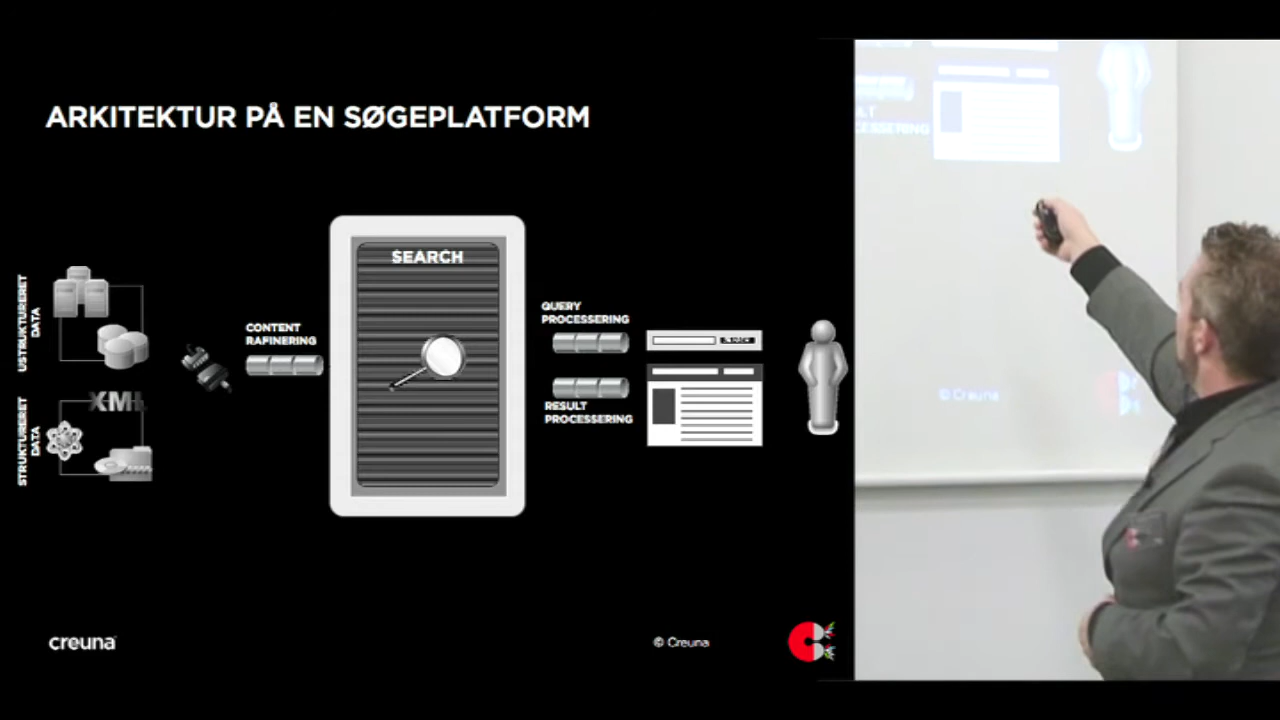 ARKITEKTUR PÅ EN SØGEPLATFORM
USTRUKTURERET
DATA
XML
STRUKTURERET
DATA
CONTENT
RAFINERING
SEARCH
QUERY
PROCESSERING
SEARCH
RESULT
PROCESSERING
creuna
© Creuna
© Creuna